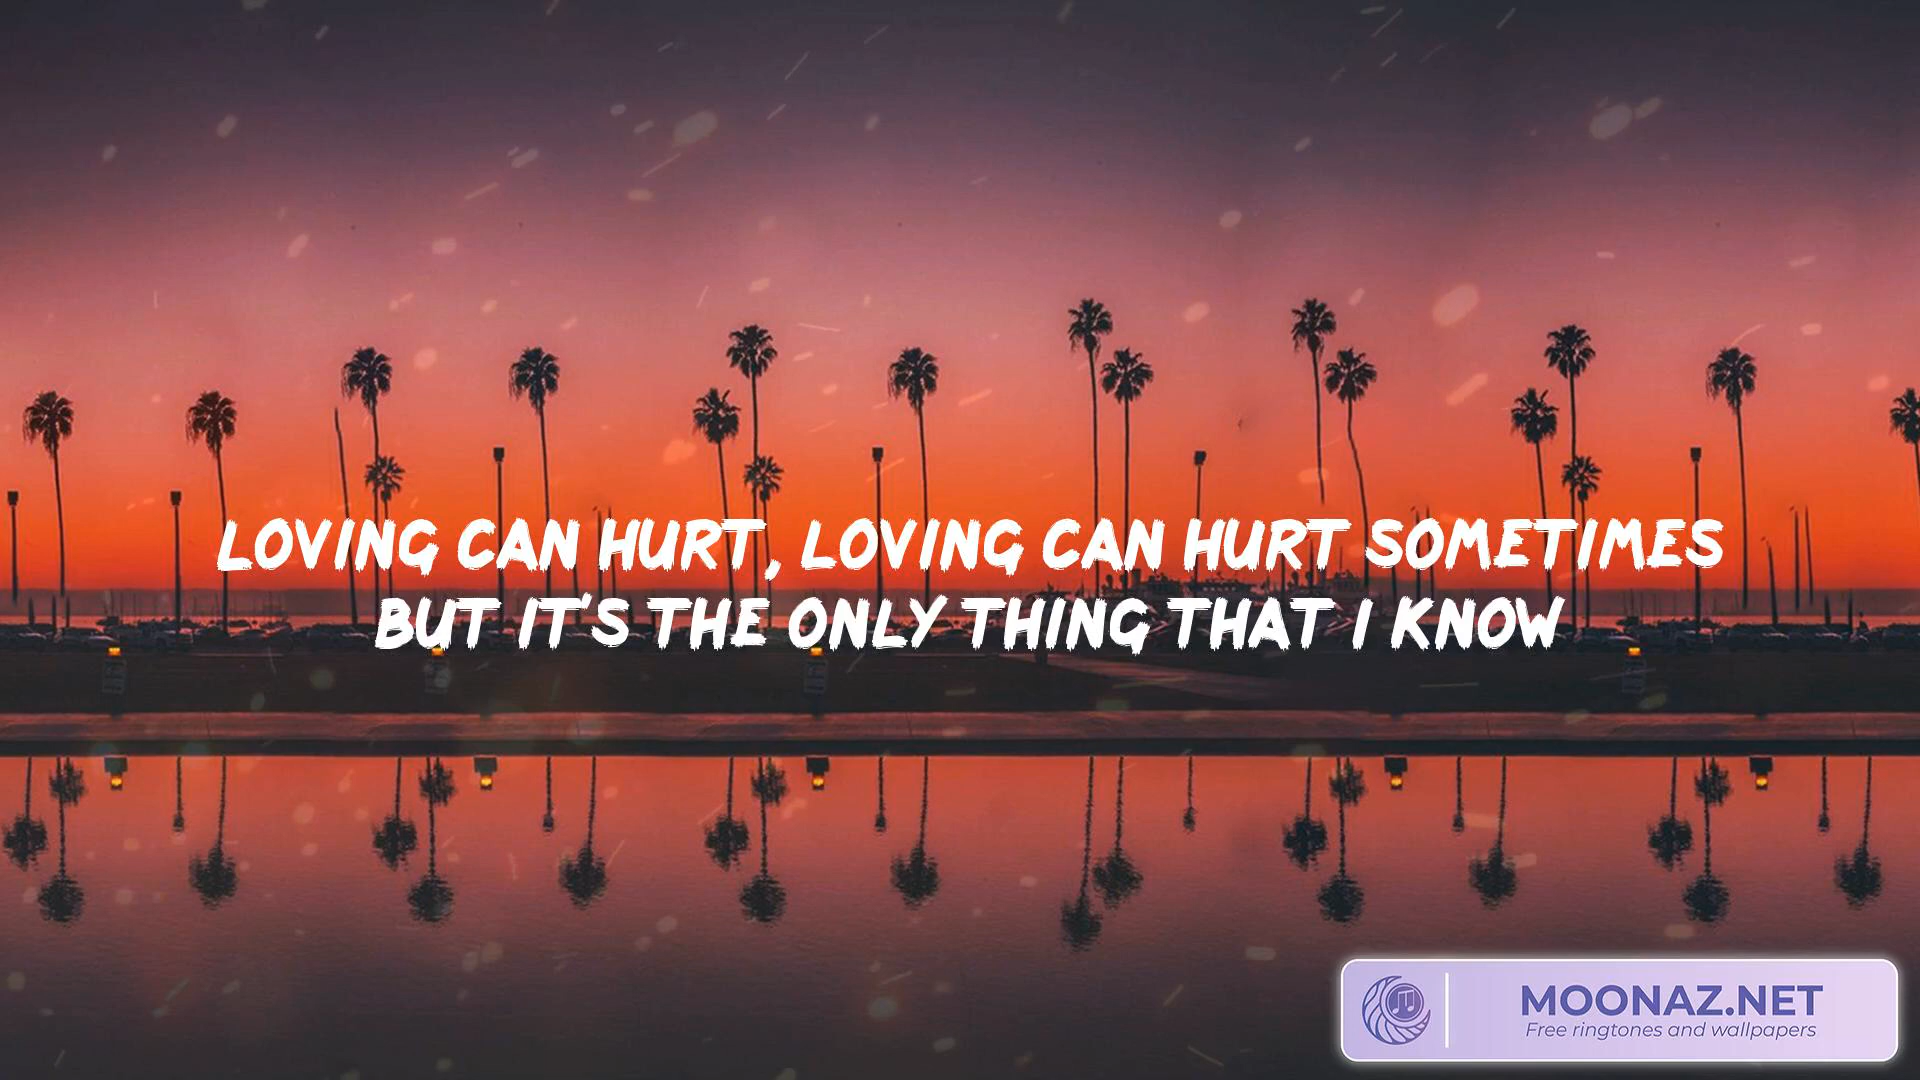 LOVING CAN HURT, LOVING CAN HURT SOMETIMES
BUT IT'S THE ONLY THING THAT I KNOW
MOONAZ.NET
Free ringtones and wallpapers